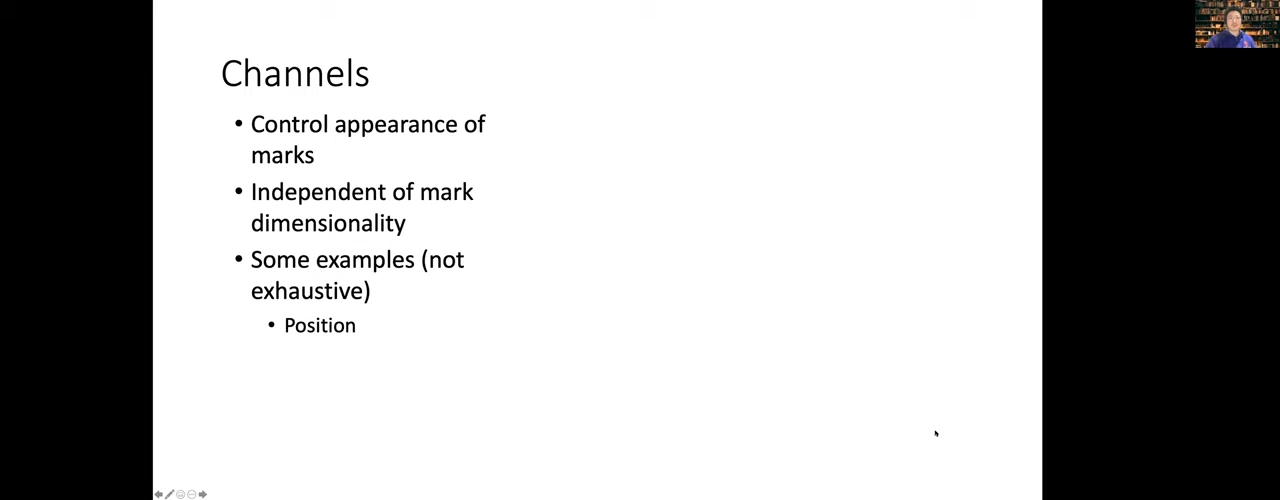 Channels
• Control appearance of
marks
• Independent of mark
dimensionality
• Some examples (not
exhaustive)
• Position